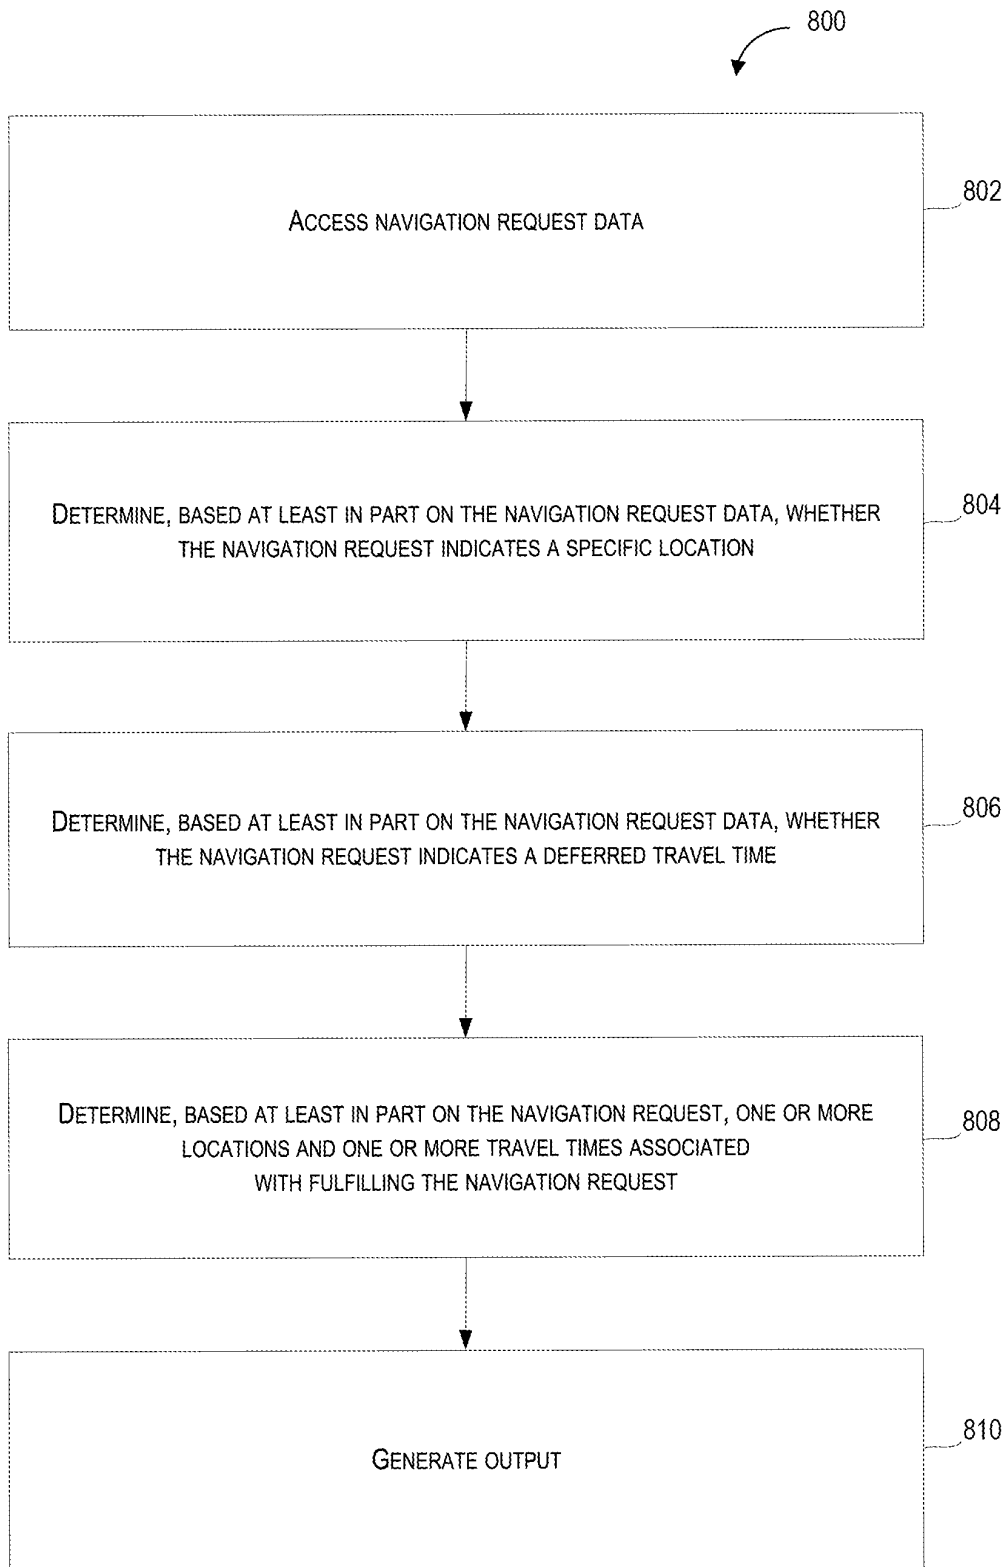 800
ACCESS NAVIGATION REQUEST DATA
802
DETERMINE, BASED AT LEAST IN PART ON THE NAVIGATION REQUEST DATA, WHETHER
THE NAVIGATION REQUEST INDICATES A SPECIFIC LOCATION
804
DETERMINE, BASED AT LEAST IN PART ON THE NAVIGATION REQUEST DATA, WHETHER
THE NAVIGATION REQUEST INDICATES A DEFERRED TRAVEL TIME
806
DETERMINE, BASED AT LEAST IN PART ON THE NAVIGATION REQUEST, ONE OR MORE
LOCATIONS AND ONE OR MORE TRAVEL TIMES ASSOCIATED
WITH FULFILLING THE NAVIGATION REQUEST
808
GENERATE OUTPUT
810